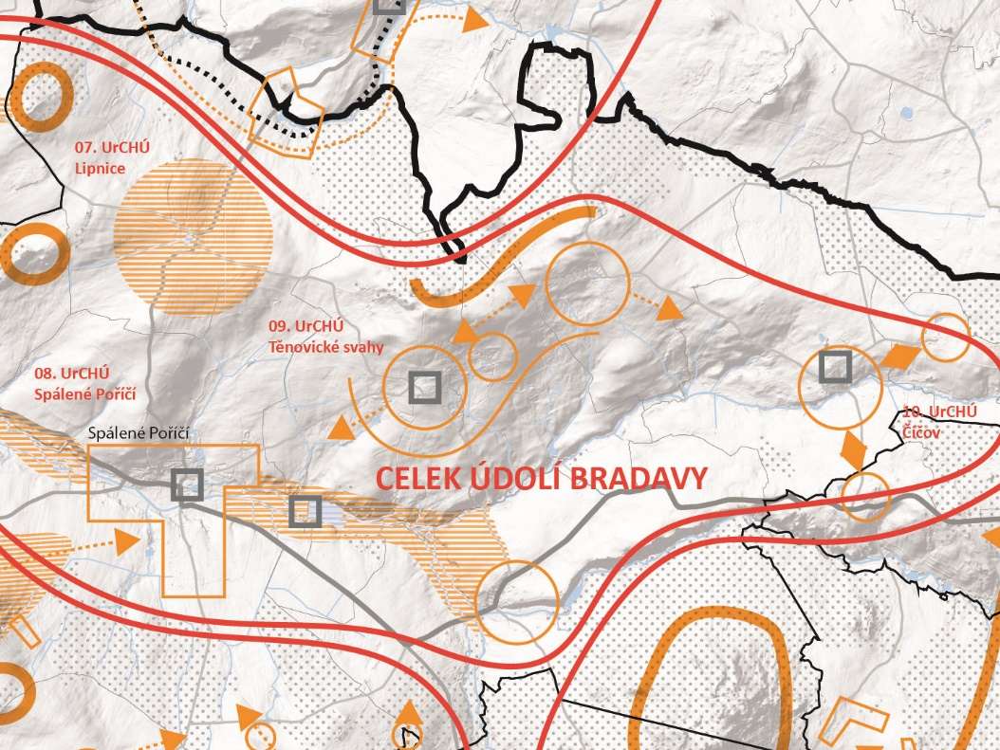 07. UrCHÚ
Lipnice
09. UrCHÚ
Těnovické svahy
08. UrCHÚ
Spálené Poříčí
10. UrCHÚ
Číčov
Spálené Poříčí
CELEK ÚDOLÍ BRADAVY